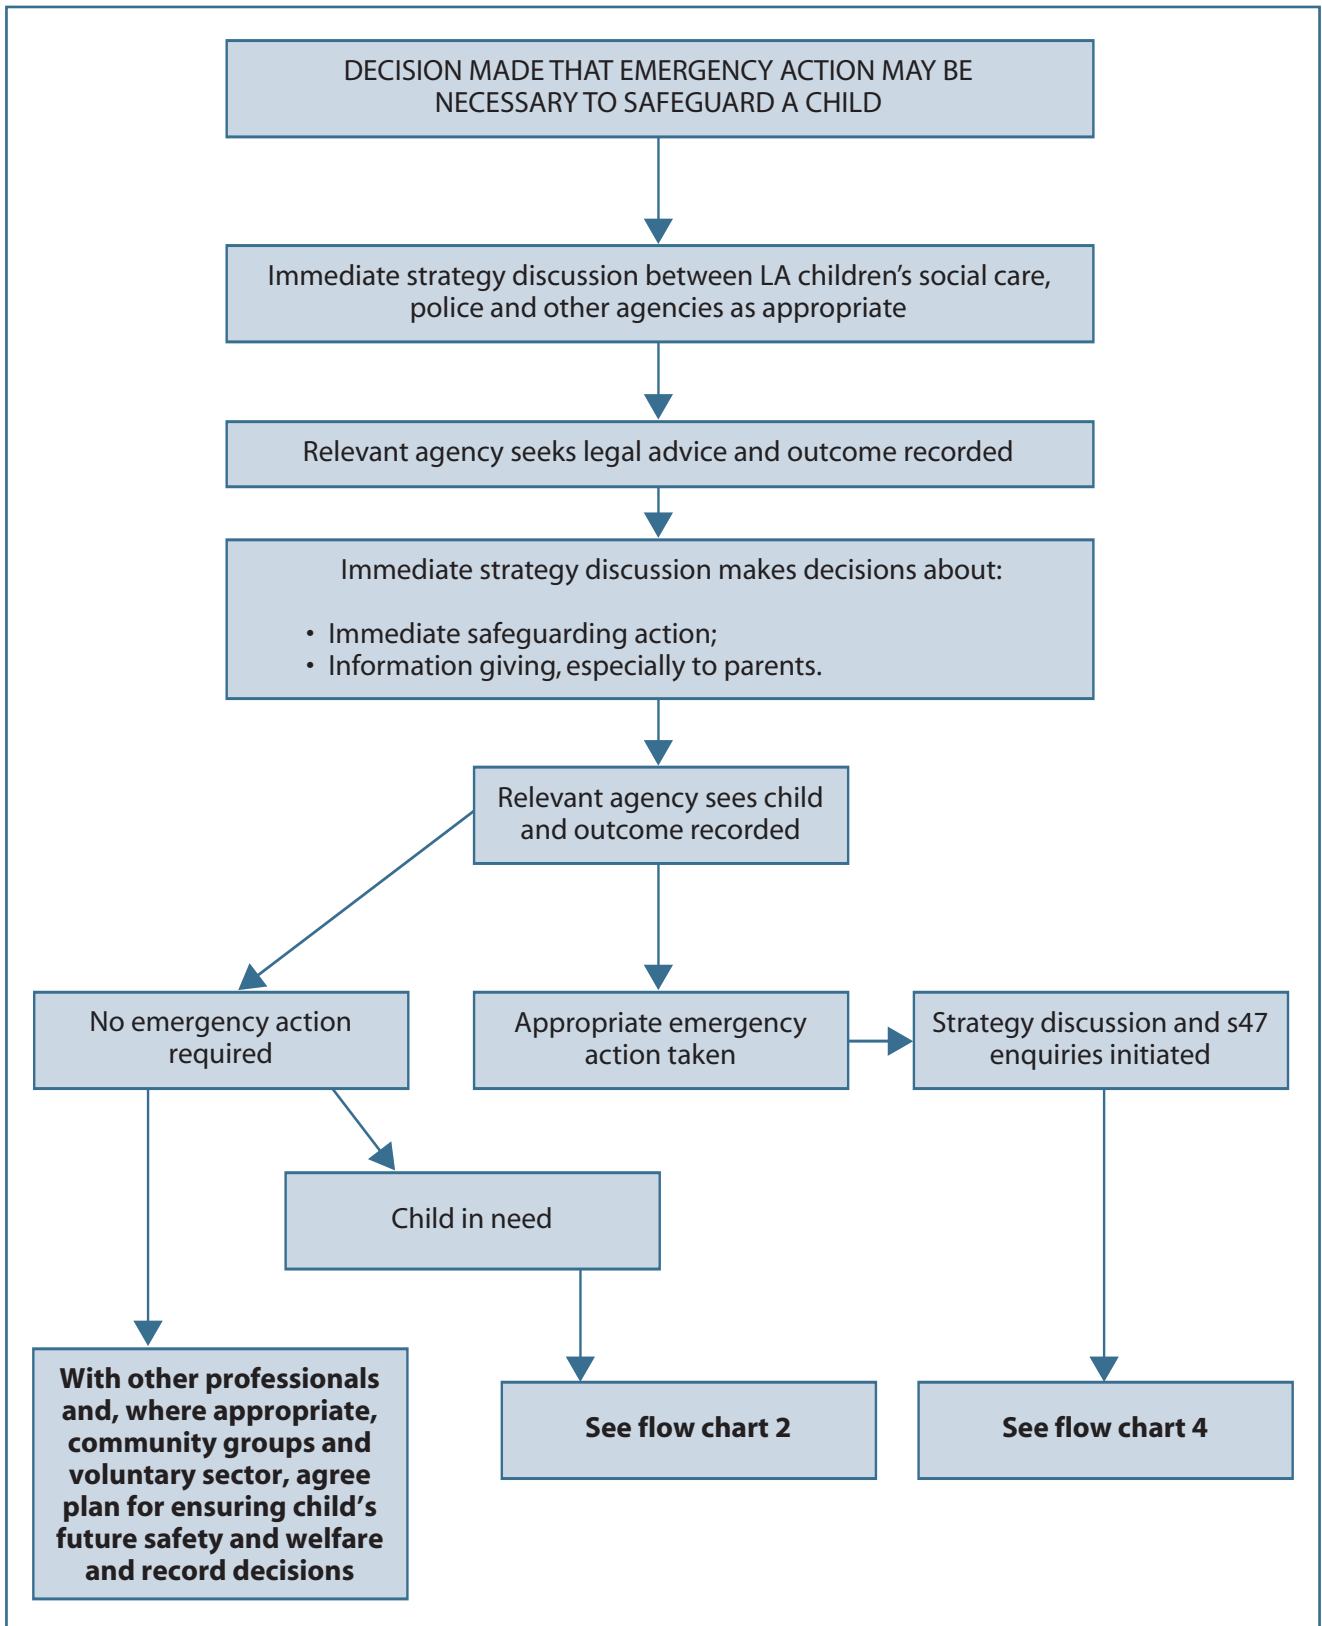 DECISION MADE THAT EMERGENCY ACTION MAY BE
NECESSARY TO SAFEGUARD A CHILD
Immediate strategy discussion between LA children’s social care,
police and other agencies as appropriate
Relevant agency seeks legal advice and outcome recorded
Immediate strategy discussion makes decisions about:
• Immediate safeguarding action;
• Information giving, especially to parents.
Relevant agency sees child
and outcome recorded
No emergency action
required
Appropriate emergency
action taken
Strategy discussion and s47
enquiries initiated
Child in need
With other professionals
and, where appropriate,
community groups and
voluntary sector, agree
plan for ensuring child’s
future safety and welfare
and record decisions
See flow chart 2
See flow chart 4